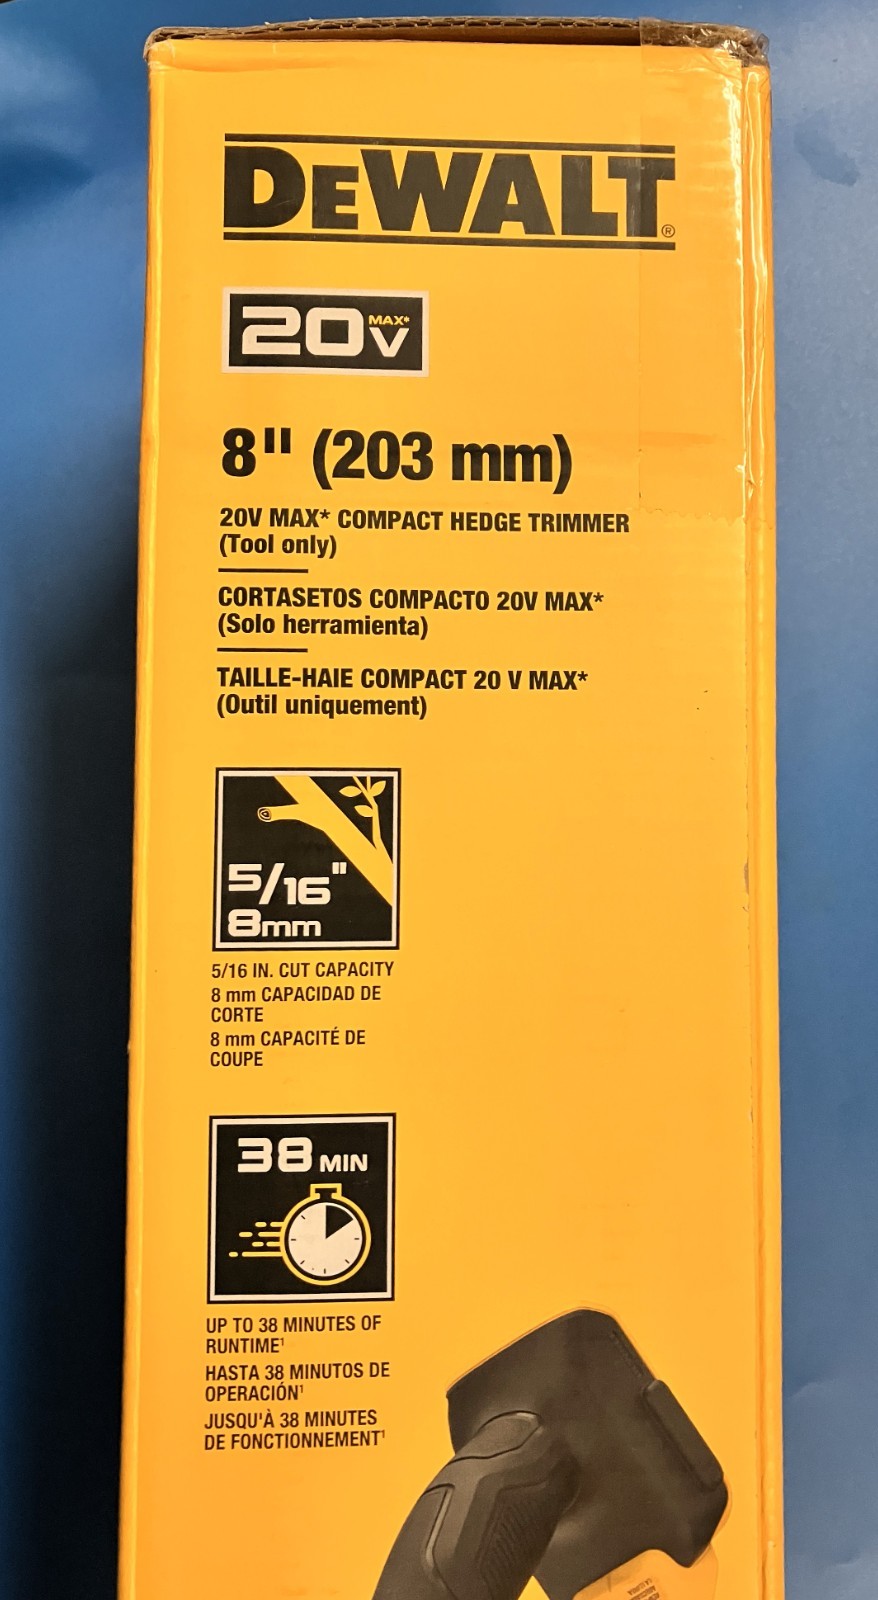 DEWALT®
20V MAX*
8" (203 mm)
20V MAX* COMPACT HEDGE TRIMMER
(Tool only)
CORTASETOS COMPACTO 20V MAX*
(Solo herramienta)
TAILLE-HAIE COMPACT 20 V MAX*
(Outil uniquement)
5/16"
8mm
5/16 IN. CUT CAPACITY
8 mm CAPACIDAD DE
CORTE
8 mm CAPACITÉ DE
COUPE
38 MIN
UP TO 38 MINUTES OF
RUNTIME¹
HASTA 38 MINUTOS DE
OPERACIÓN¹
JUSQU'À 38 MINUTES
DE FONCTIONNEMENT¹